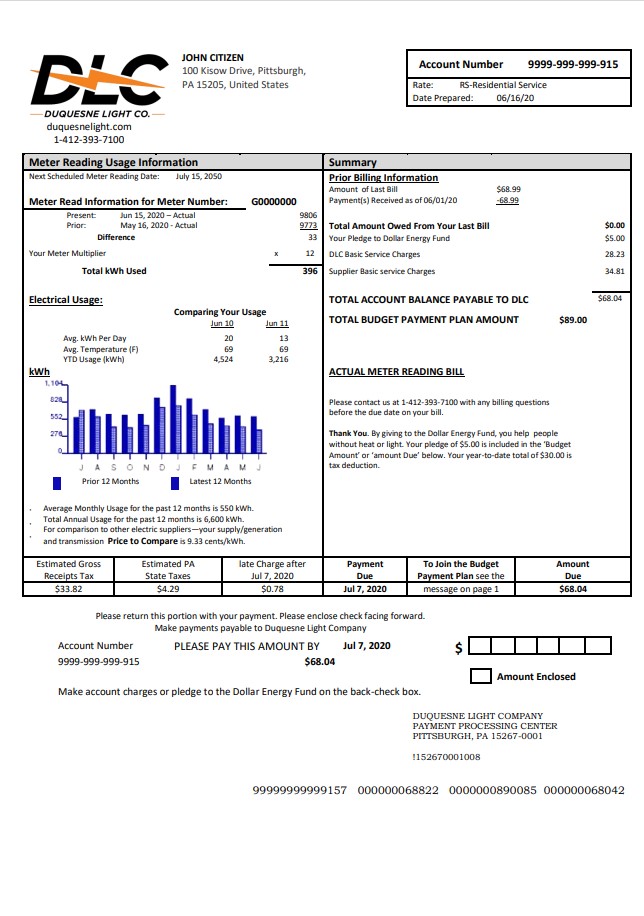 DLC
DUQUESNE LIGHT CO.
duquesnelight.com
1-412-393-7100
JOHN CITIZEN
100 Kisow Drive, Pittsburgh,
PA 15205, United States
Account Number 9999-999-999-915
Rate: RS-Residential Service
Date Prepared: 06/16/20
Meter Reading Usage Information
Next Scheduled Meter Reading Date: July 15, 2050
Meter Read Information for Meter Number: G0000000
Present: Jun 15, 2020 – Actual 9806
Prior: May 16, 2020 - Actual 9773
Difference 33
Your Meter Multiplier x 12
Total kWh Used 396
Electrical Usage:
Comparing Your Usage
Jun 10 Jun 11
Avg. kWh Per Day 20 13
Avg. Temperature (F) 69 69
YTD Usage (kWh) 4,524 3,216
kWh
1,104
828
552
276
0
J A S O N D J F M A M J
Prior 12 Months Latest 12 Months
. Average Monthly Usage for the past 12 months is 550 kWh.
. Total Annual Usage for the past 12 months is 6,600 kWh.
. For comparison to other electric suppliers—your supply/generation
and transmission Price to Compare is 9.33 cents/kWh.
Summary
Prior Billing Information
Amount of Last Bill $68.99
Payment(s) Received as of 06/01/20 -68.99
Total Amount Owed From Your Last Bill $0.00
Your Pledge to Dollar Energy Fund $5.00
DLC Basic Service Charges 28.23
Supplier Basic service Charges 34.81
TOTAL ACCOUNT BALANCE PAYABLE TO DLC $68.04
TOTAL BUDGET PAYMENT PLAN AMOUNT $89.00
ACTUAL METER READING BILL
Please contact us at 1-412-393-7100 with any billing questions
before the due date on your bill.
Thank You. By giving to the Dollar Energy Fund, you help people
without heat or light. Your pledge of $5.00 is included in the 'Budget
Amount' or 'amount Due' below. Your year-to-date total of $30.00 is
tax deduction.
Estimated Gross Receipts Tax
$33.82
Estimated PA State Taxes
$4.29
late Charge after Jul 7, 2020
$0.78
Payment Due
Jul 7, 2020
To Join the Budget Payment Plan see the
message on page 1
Amount Due
$68.04
Please return this portion with your payment. Please enclose check facing forward.
Make payments payable to Duquesne Light Company
Account Number PLEASE PAY THIS AMOUNT BY Jul 7, 2020 $
9999-999-999-915 $68.04
Amount Enclosed
Make account charges or pledge to the Dollar Energy Fund on the back-check box.
DUQUESNE LIGHT COMPANY
PAYMENT PROCESSING CENTER
PITTSBURGH, PA 15267-0001
!152670001008
99999999999157 000000068822 0000000890085 000000068042